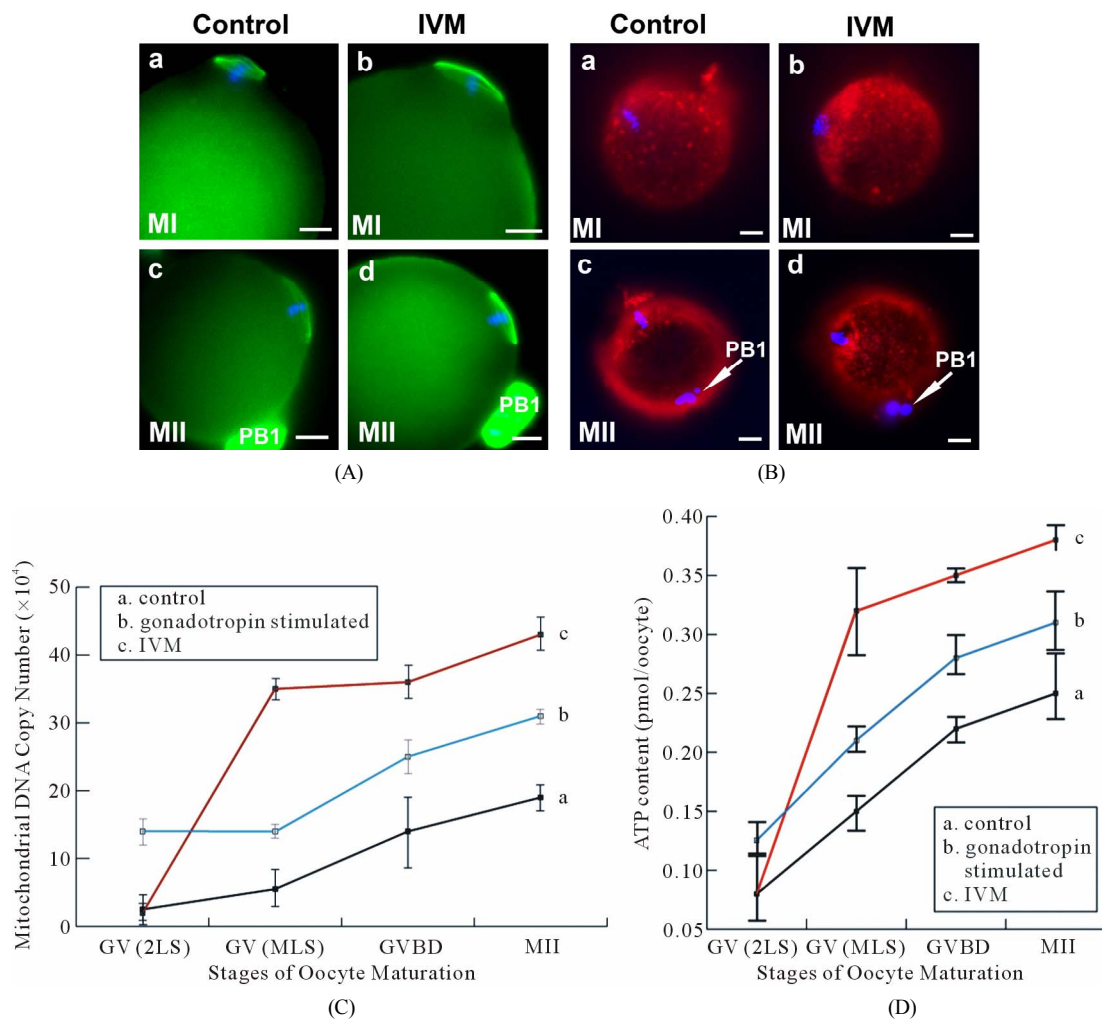 Control IVM Control IVM
a b a b
MI MI MI MI
c d c d
PB1 PB1
PB1 PB1
MII MII MII MII
(A) (B)
Mitochondrial DNA Copy Number (×10⁴)
50
40
30
20
10
0
a. control
b. gonadotropin stimulated
c. IVM
c
b
a
GV (2LS) GV (MLS) GVBD MII
Stages of Oocyte Maturation
(C)
ATP content (pmol/oocyte)
0.40
0.35
0.30
0.25
0.20
0.15
0.10
0.05
c
b
a
a. control
b. gonadotropin
stimulated
c. IVM
GV (2LS) GV (MLS) GVBD MII
Stages of Oocyte Maturation
(D)